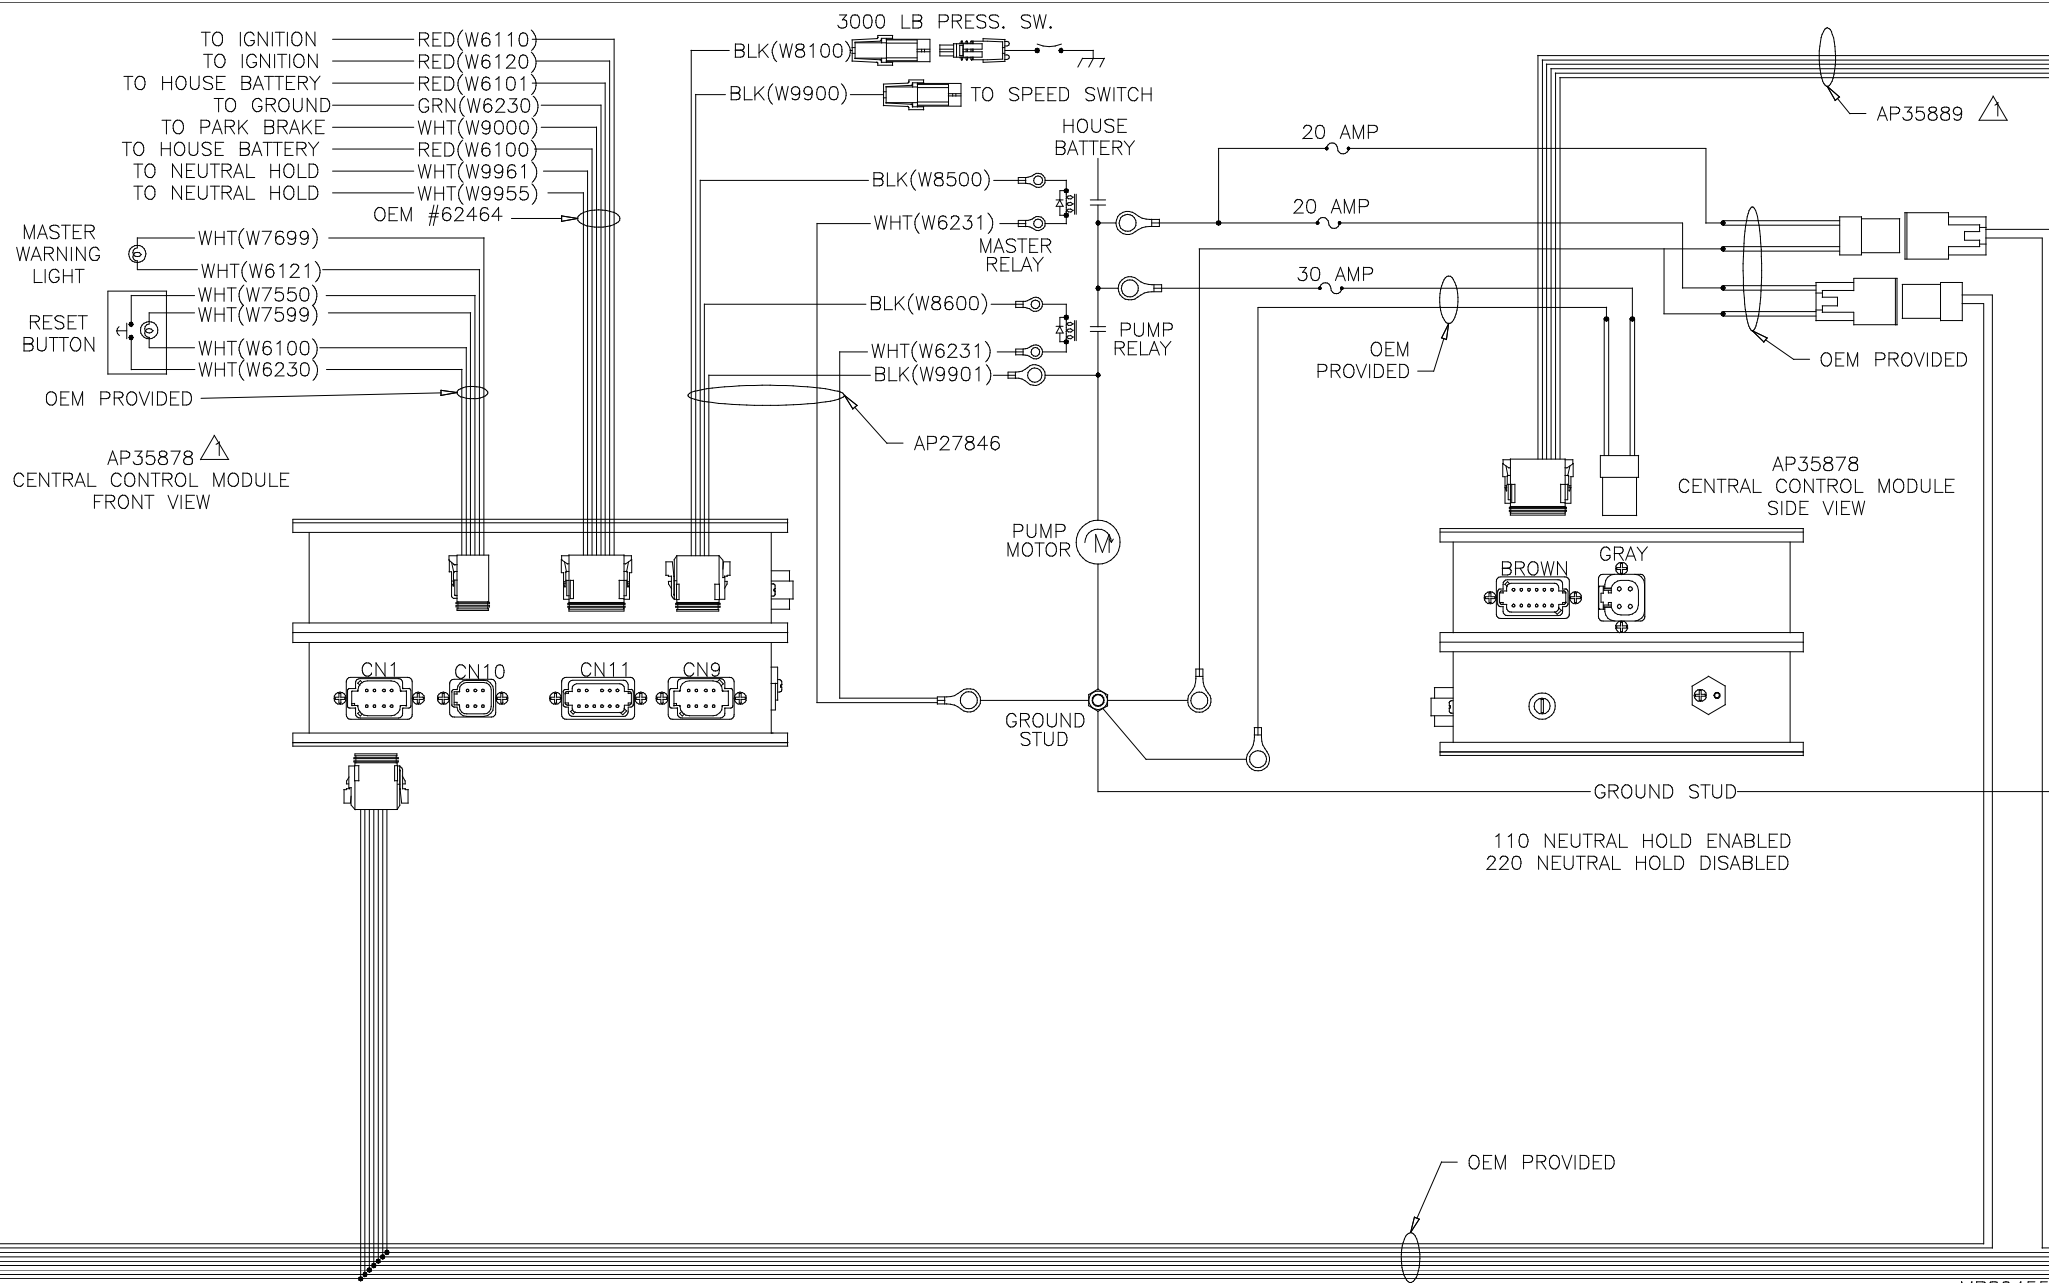 3000 LB PRESS. SW.
TO IGNITION RED(W6110)
TO IGNITION RED(W6120)
TO HOUSE BATTERY RED(W6101)
TO GROUND GRN(W6230)
TO PARK BRAKE WHT(W9000)
TO HOUSE BATTERY RED(W6100)
TO NEUTRAL HOLD WHT(W9961)
TO NEUTRAL HOLD WHT(W9955)
OEM #62464
BLK(W8100)
BLK(W9900) TO SPEED SWITCH
HOUSE
BATTERY
BLK(W8500)
WHT(W6231)
MASTER
RELAY
BLK(W8600)
PUMP
RELAY
WHT(W6231)
BLK(W9901)
AP27846
20 AMP
20 AMP
30 AMP
AP35889 1
OEM
PROVIDED
OEM PROVIDED
MASTER
WARNING
LIGHT
WHT(W7699)
WHT(W6121)
WHT(W7550)
WHT(W7599)
RESET
BUTTON
WHT(W6100)
WHT(W6230)
OEM PROVIDED
AP35878 1
CENTRAL CONTROL MODULE
FRONT VIEW
CN1
CN10
CN11
CN9
PUMP
MOTOR
M
GROUND
STUD
AP35878
CENTRAL CONTROL MODULE
SIDE VIEW
BROWN
GRAY
GROUND STUD
110 NEUTRAL HOLD ENABLED
220 NEUTRAL HOLD DISABLED
OEM PROVIDED